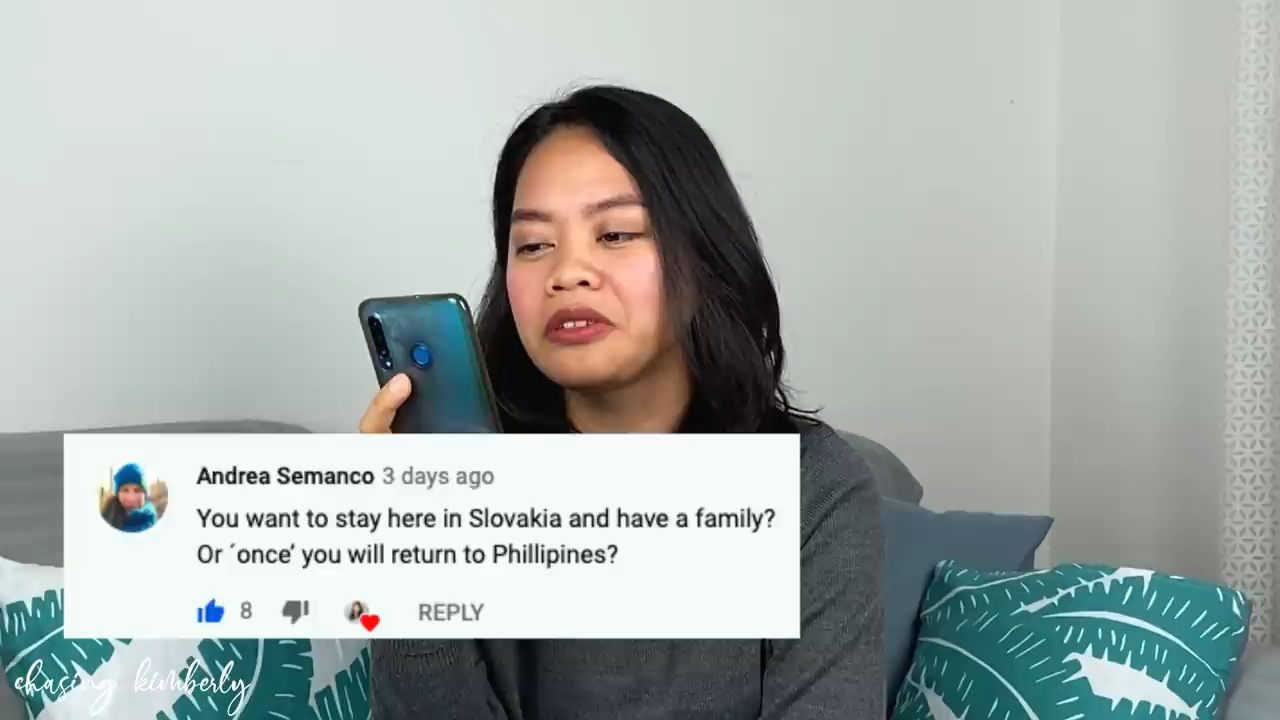 Andrea Semanco 3 days ago
You want to stay here in Slovakia and have a family?
Or ´once’ you will return to Phillipines?
8 REPLY
chasing kimberly